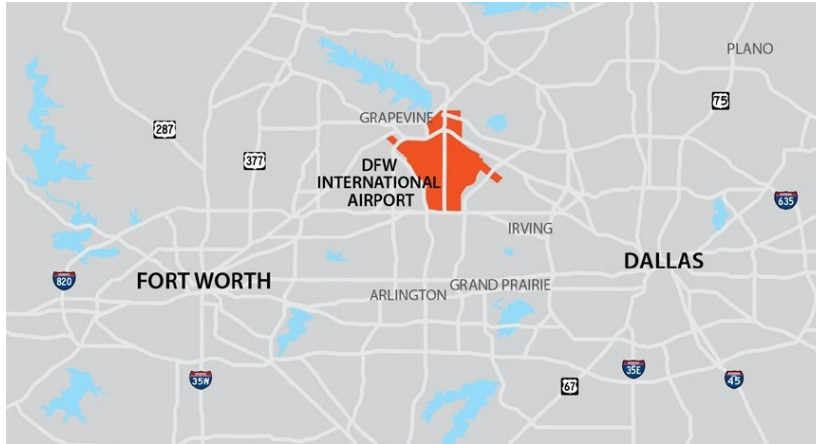 PLANO
75
287
GRAPEVINE
377
DFW
INTERNATIONAL
AIRPORT
635
IRVING
DALLAS
820
FORT WORTH
ARLINGTON
GRAND PRAIRIE
35W
67
35E
45